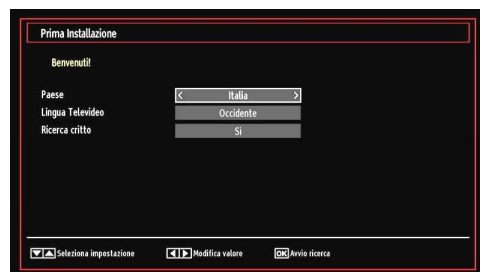 Prima Installazione
Benvenuti!
Paese < Italia >
Lingua Televideo Occidente
Ricerca critto Si
Seleziona impostazione Modifica valore OK Avvio ricerca